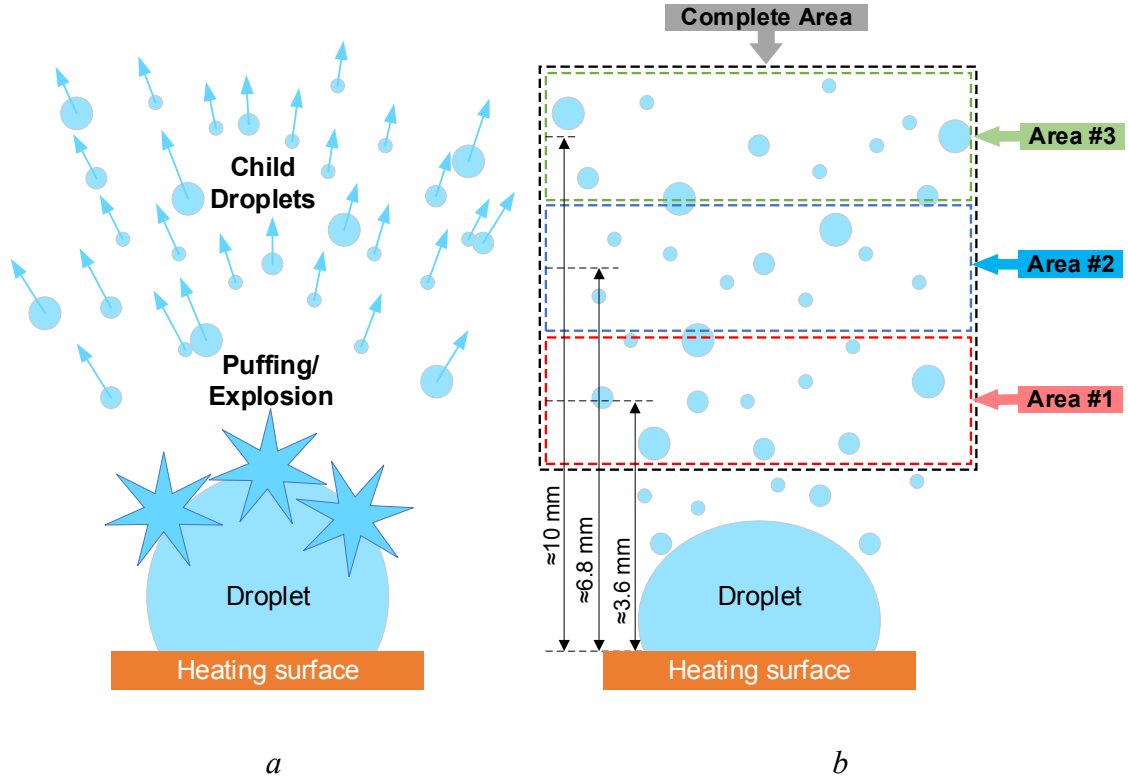 Child
Droplets
Puffing/
Explosion
Droplet
Heating surface
a
Complete Area
Area #3
Area #2
Area #1
≈10 mm
≈6.8 mm
≈3.6 mm
Droplet
Heating surface
b